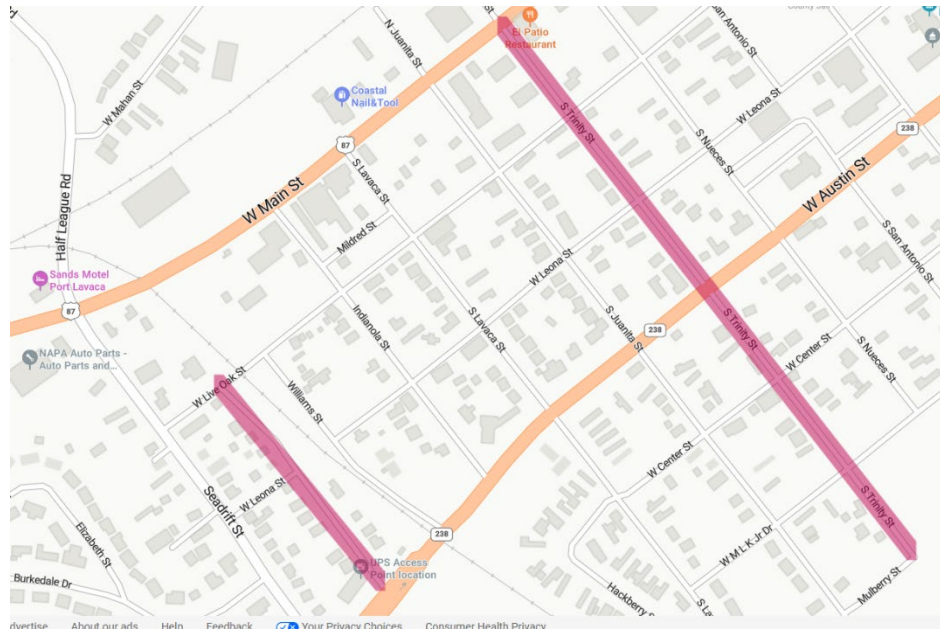 County Jail
El Patio
Restaurant
N Juanita St
S San Antonio St
W Mahan St
Coastal
Nail&Tool
87
S Trinity St
W Leona St
238
S Nueces St
Half League Rd
S Lavaca St
W Main St
W Austin St
Mildred St
S San Antonio St
W Leona St
Sands Motel
Port Lavaca
87
Indianola St
S Lavaca St
S Juanita St
238
S Trinity St
NAPA Auto Parts -
Auto Parts and...
W Center St
S Nueces St
W Live Oak St
Williams St
W Center St
W Leona St
S Trinity St
Seadrift St
238
Elizabeth St
W M L K Jr Dr
UPS Access
Point location
Burkedale Dr
Hackberry St
Mulberry St
About our ads Help Feedback Your Privacy Choices Consumer Health Privacy